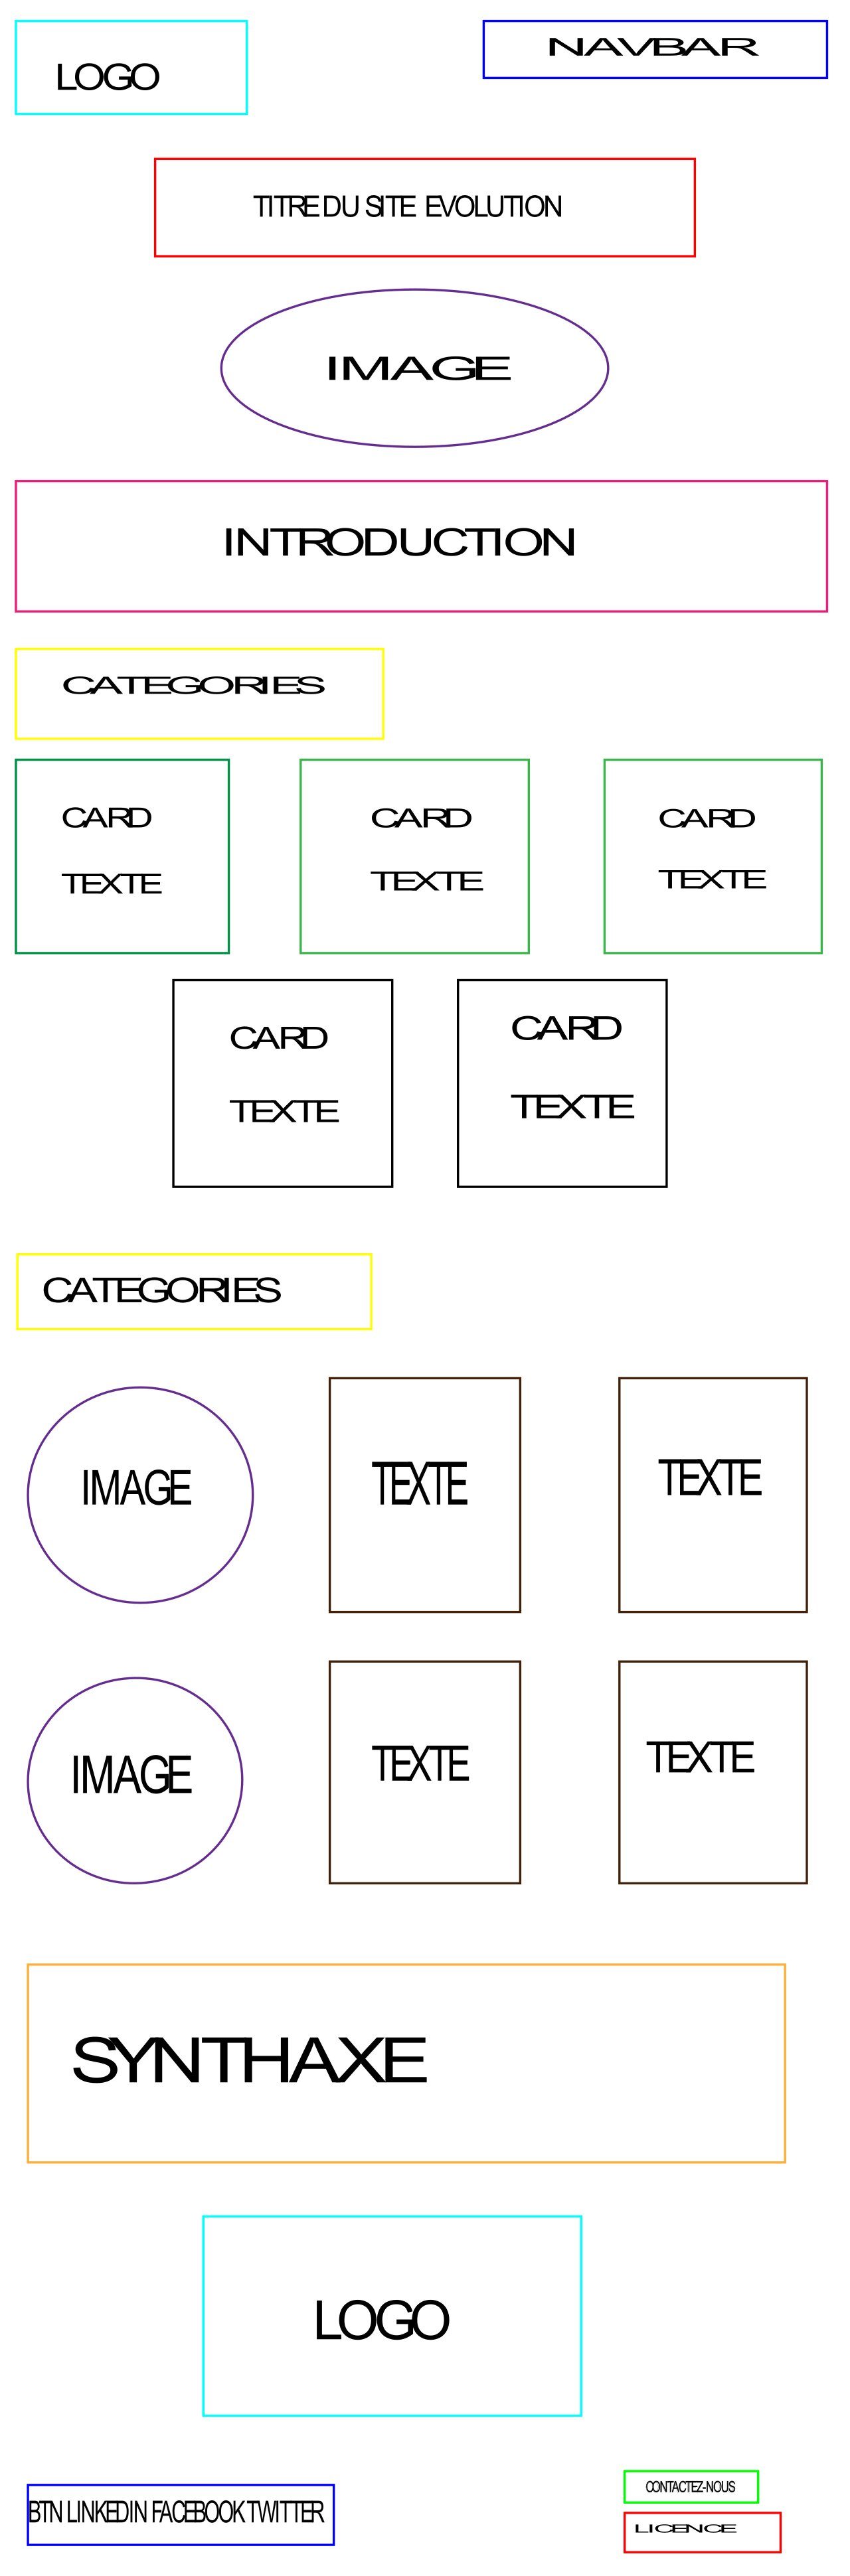 LOGO
NAVBAR
TITRE DU SITE EVOLUTION
IMAGE
INTRODUCTION
CATEGORIES
CARD
TEXTE
CARD
TEXTE
CARD
TEXTE
CARD
TEXTE
CARD
TEXTE
CATEGORIES
IMAGE
TEXTE
TEXTE
IMAGE
TEXTE
TEXTE
SYNTHAXE
LOGO
BTN LINKEDIN FACEBOOK TWITTER
CONTACTEZ-NOUS
LICENCE